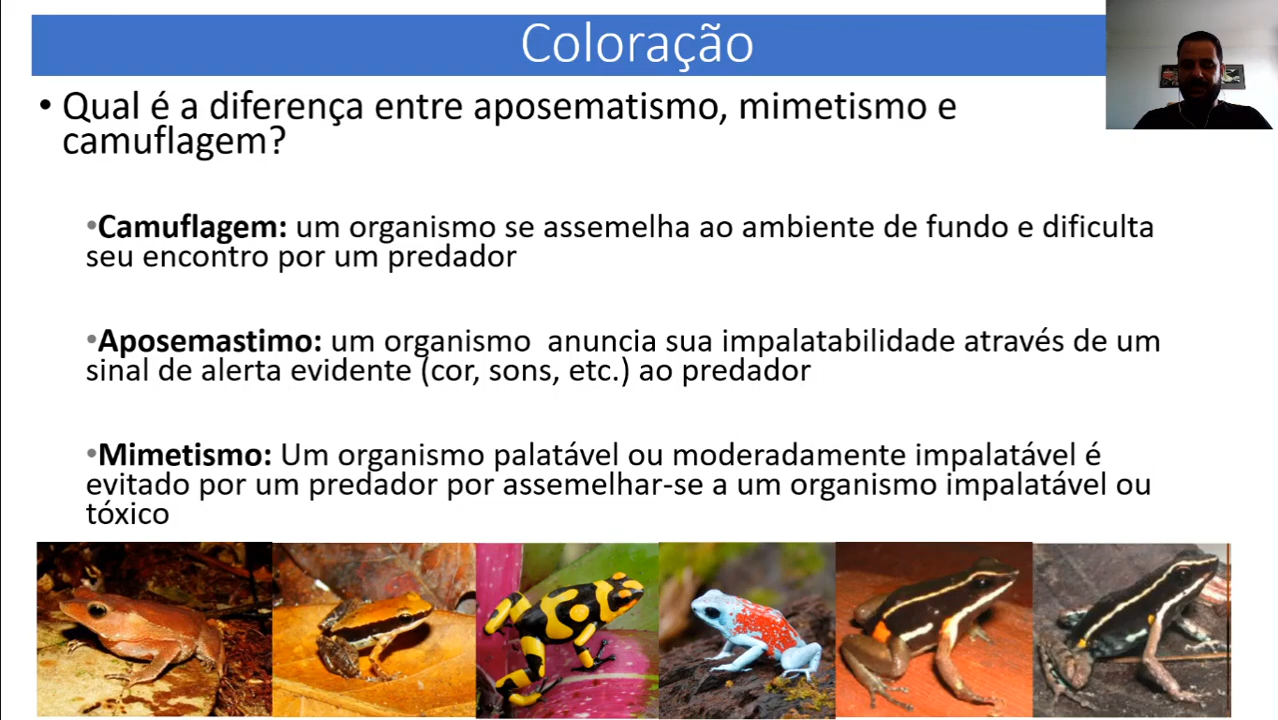 Coloração
• Qual é a diferença entre aposematismo, mimetismo e
camuflagem?
•Camuflagem: um organismo se assemelha ao ambiente de fundo e dificulta
seu encontro por um predador
•Aposemastimo: um organismo  anuncia sua impalatabilidade através de um
sinal de alerta evidente (cor, sons, etc.) ao predador
•Mimetismo: Um organismo palatável ou moderadamente impalatável é
evitado por um predador por assemelhar-se a um organismo impalatável ou
tóxico